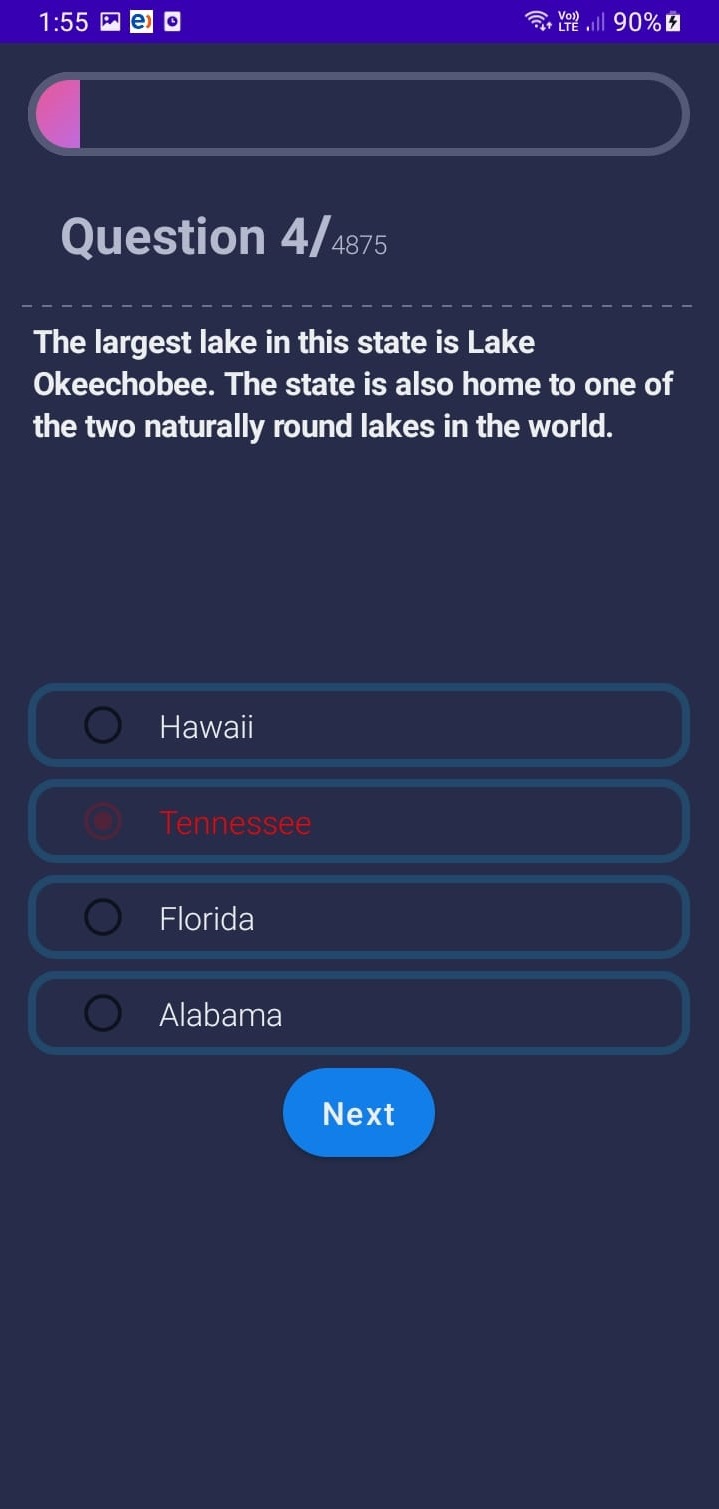 1:55 e) Vo)) LTE 90%
Question 4/4875
The largest lake in this state is Lake
Okeechobee. The state is also home to one of
the two naturally round lakes in the world.
Hawaii
Tennessee
Florida
Alabama
Next